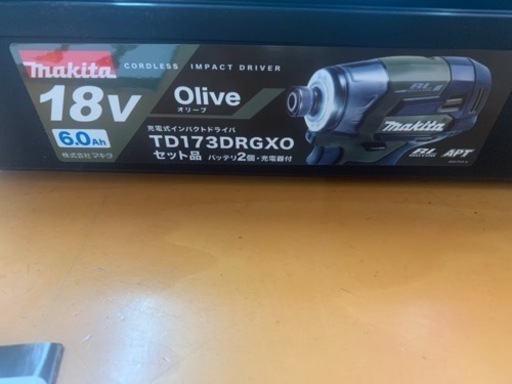 makita
CORDLESS IMPACT DRIVER
18V
Olive
オリーブ
6.0Ah
充電式インパクトドライバ
TD173DRGXO
株式会社マキタ
セット品 バッテリ2個・充電器付
BL
makita
BL
APT